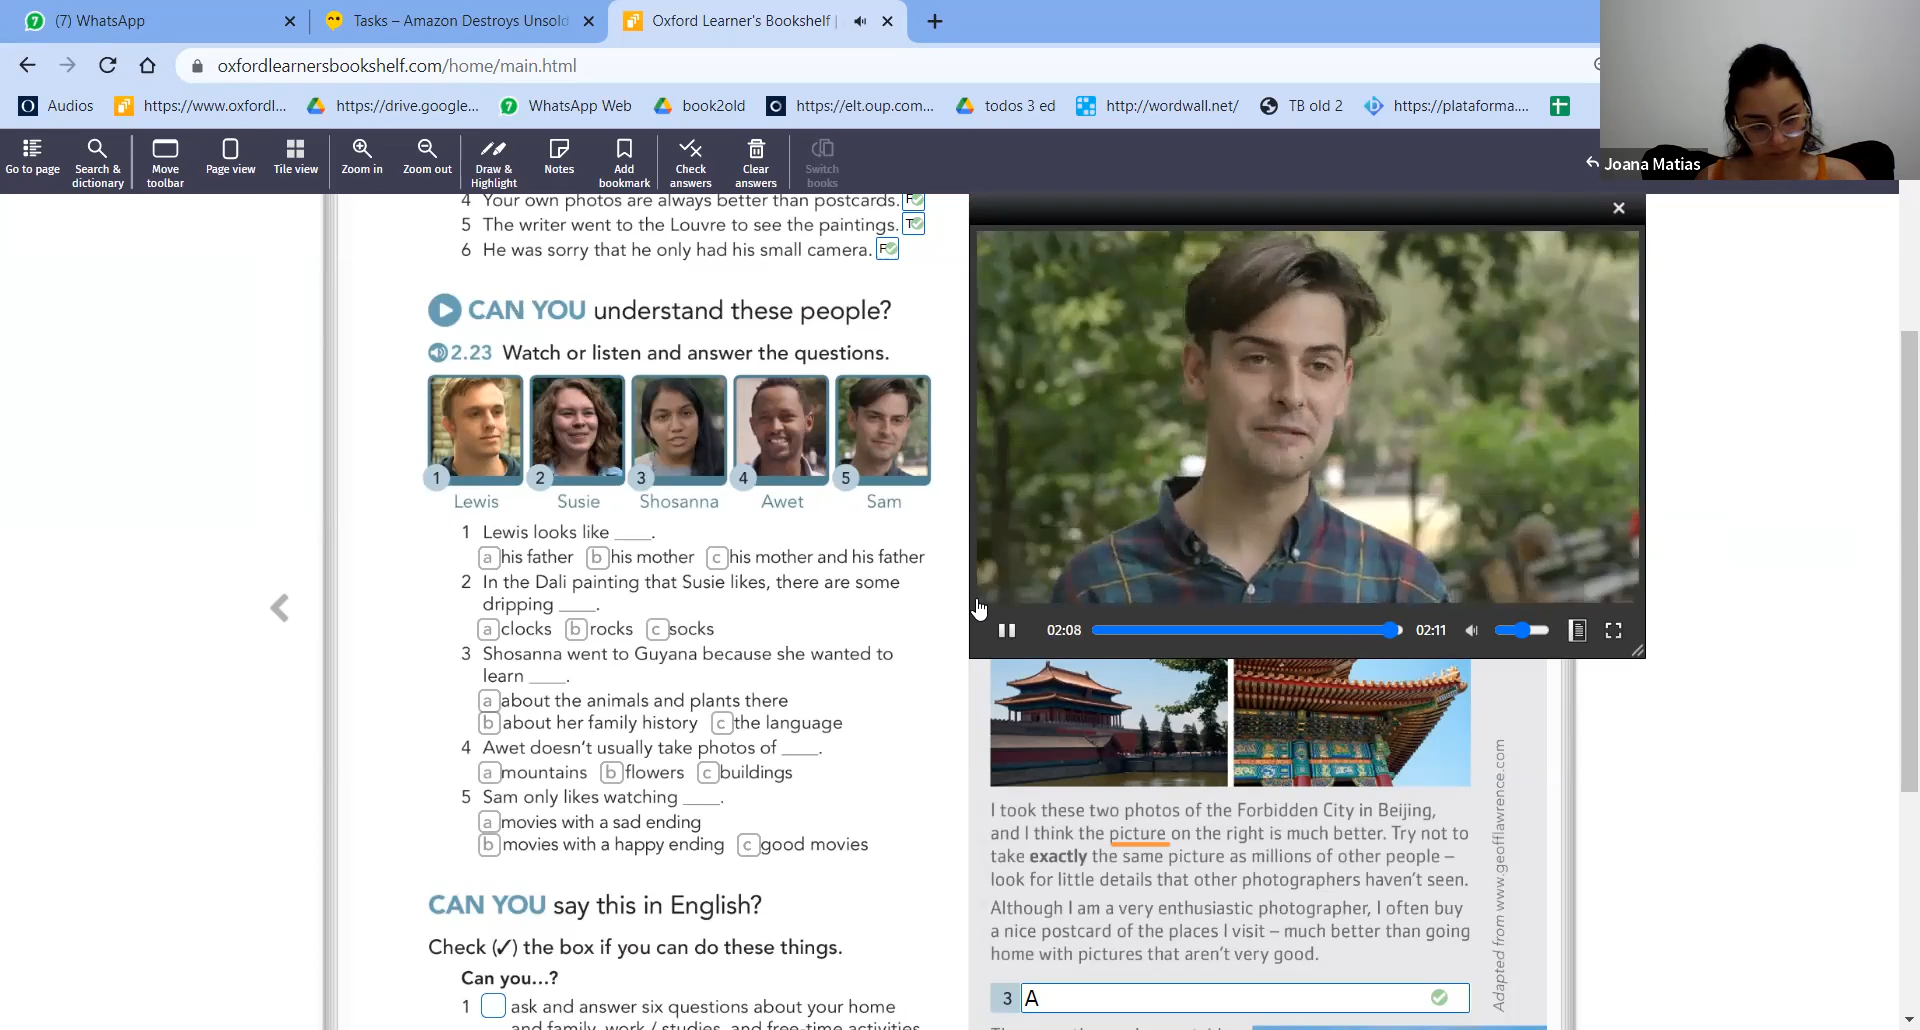 (7) WhatsApp
Tasks – Amazon Destroys Unsold
Oxford Learner's Bookshelf |
oxfordlearnersbookshelf.com/home/main.html
Audios
https://www.oxfordl...
https://drive.google...
WhatsApp Web
book2old
https://elt.oup.com...
todos 3 ed
http://wordwall.net/
TB old 2
https://plataforma....
Joana Matias
Go to page
Search & dictionary
Move toolbar
Page view
Tile view
Zoom in
Zoom out
Draw & Highlight
Notes
Add bookmark
Check answers
Clear answers
Switch books
4 Your own photos are always better than postcards. F
5 The writer went to the Louvre to see the paintings. T
6 He was sorry that he only had his small camera. F
CAN YOU understand these people?
2.23 Watch or listen and answer the questions.
1 2 3 4 5
Lewis Susie Shosanna Awet Sam
1 Lewis looks like ____.
a his father b his mother c his mother and his father
2 In the Dali painting that Susie likes, there are some
dripping ____.
a clocks b rocks c socks
3 Shosanna went to Guyana because she wanted to
learn ____.
a about the animals and plants there
b about her family history c the language
4 Awet doesn't usually take photos of ____.
a mountains b flowers c buildings
5 Sam only likes watching ____.
a movies with a sad ending
b movies with a happy ending c good movies
CAN YOU say this in English?
Check (✓) the box if you can do these things.
Can you...?
1 ask and answer six questions about your home
and family, work / studies, and free-time activities
02:08
02:11
I took these two photos of the Forbidden City in Beijing,
and I think the picture on the right is much better. Try not to
take exactly the same picture as millions of other people –
look for little details that other photographers haven't seen.
Although I am a very enthusiastic photographer, I often buy
a nice postcard of the places I visit – much better than going
home with pictures that aren't very good.
Adapted from www.geofflawrence.com
3 A